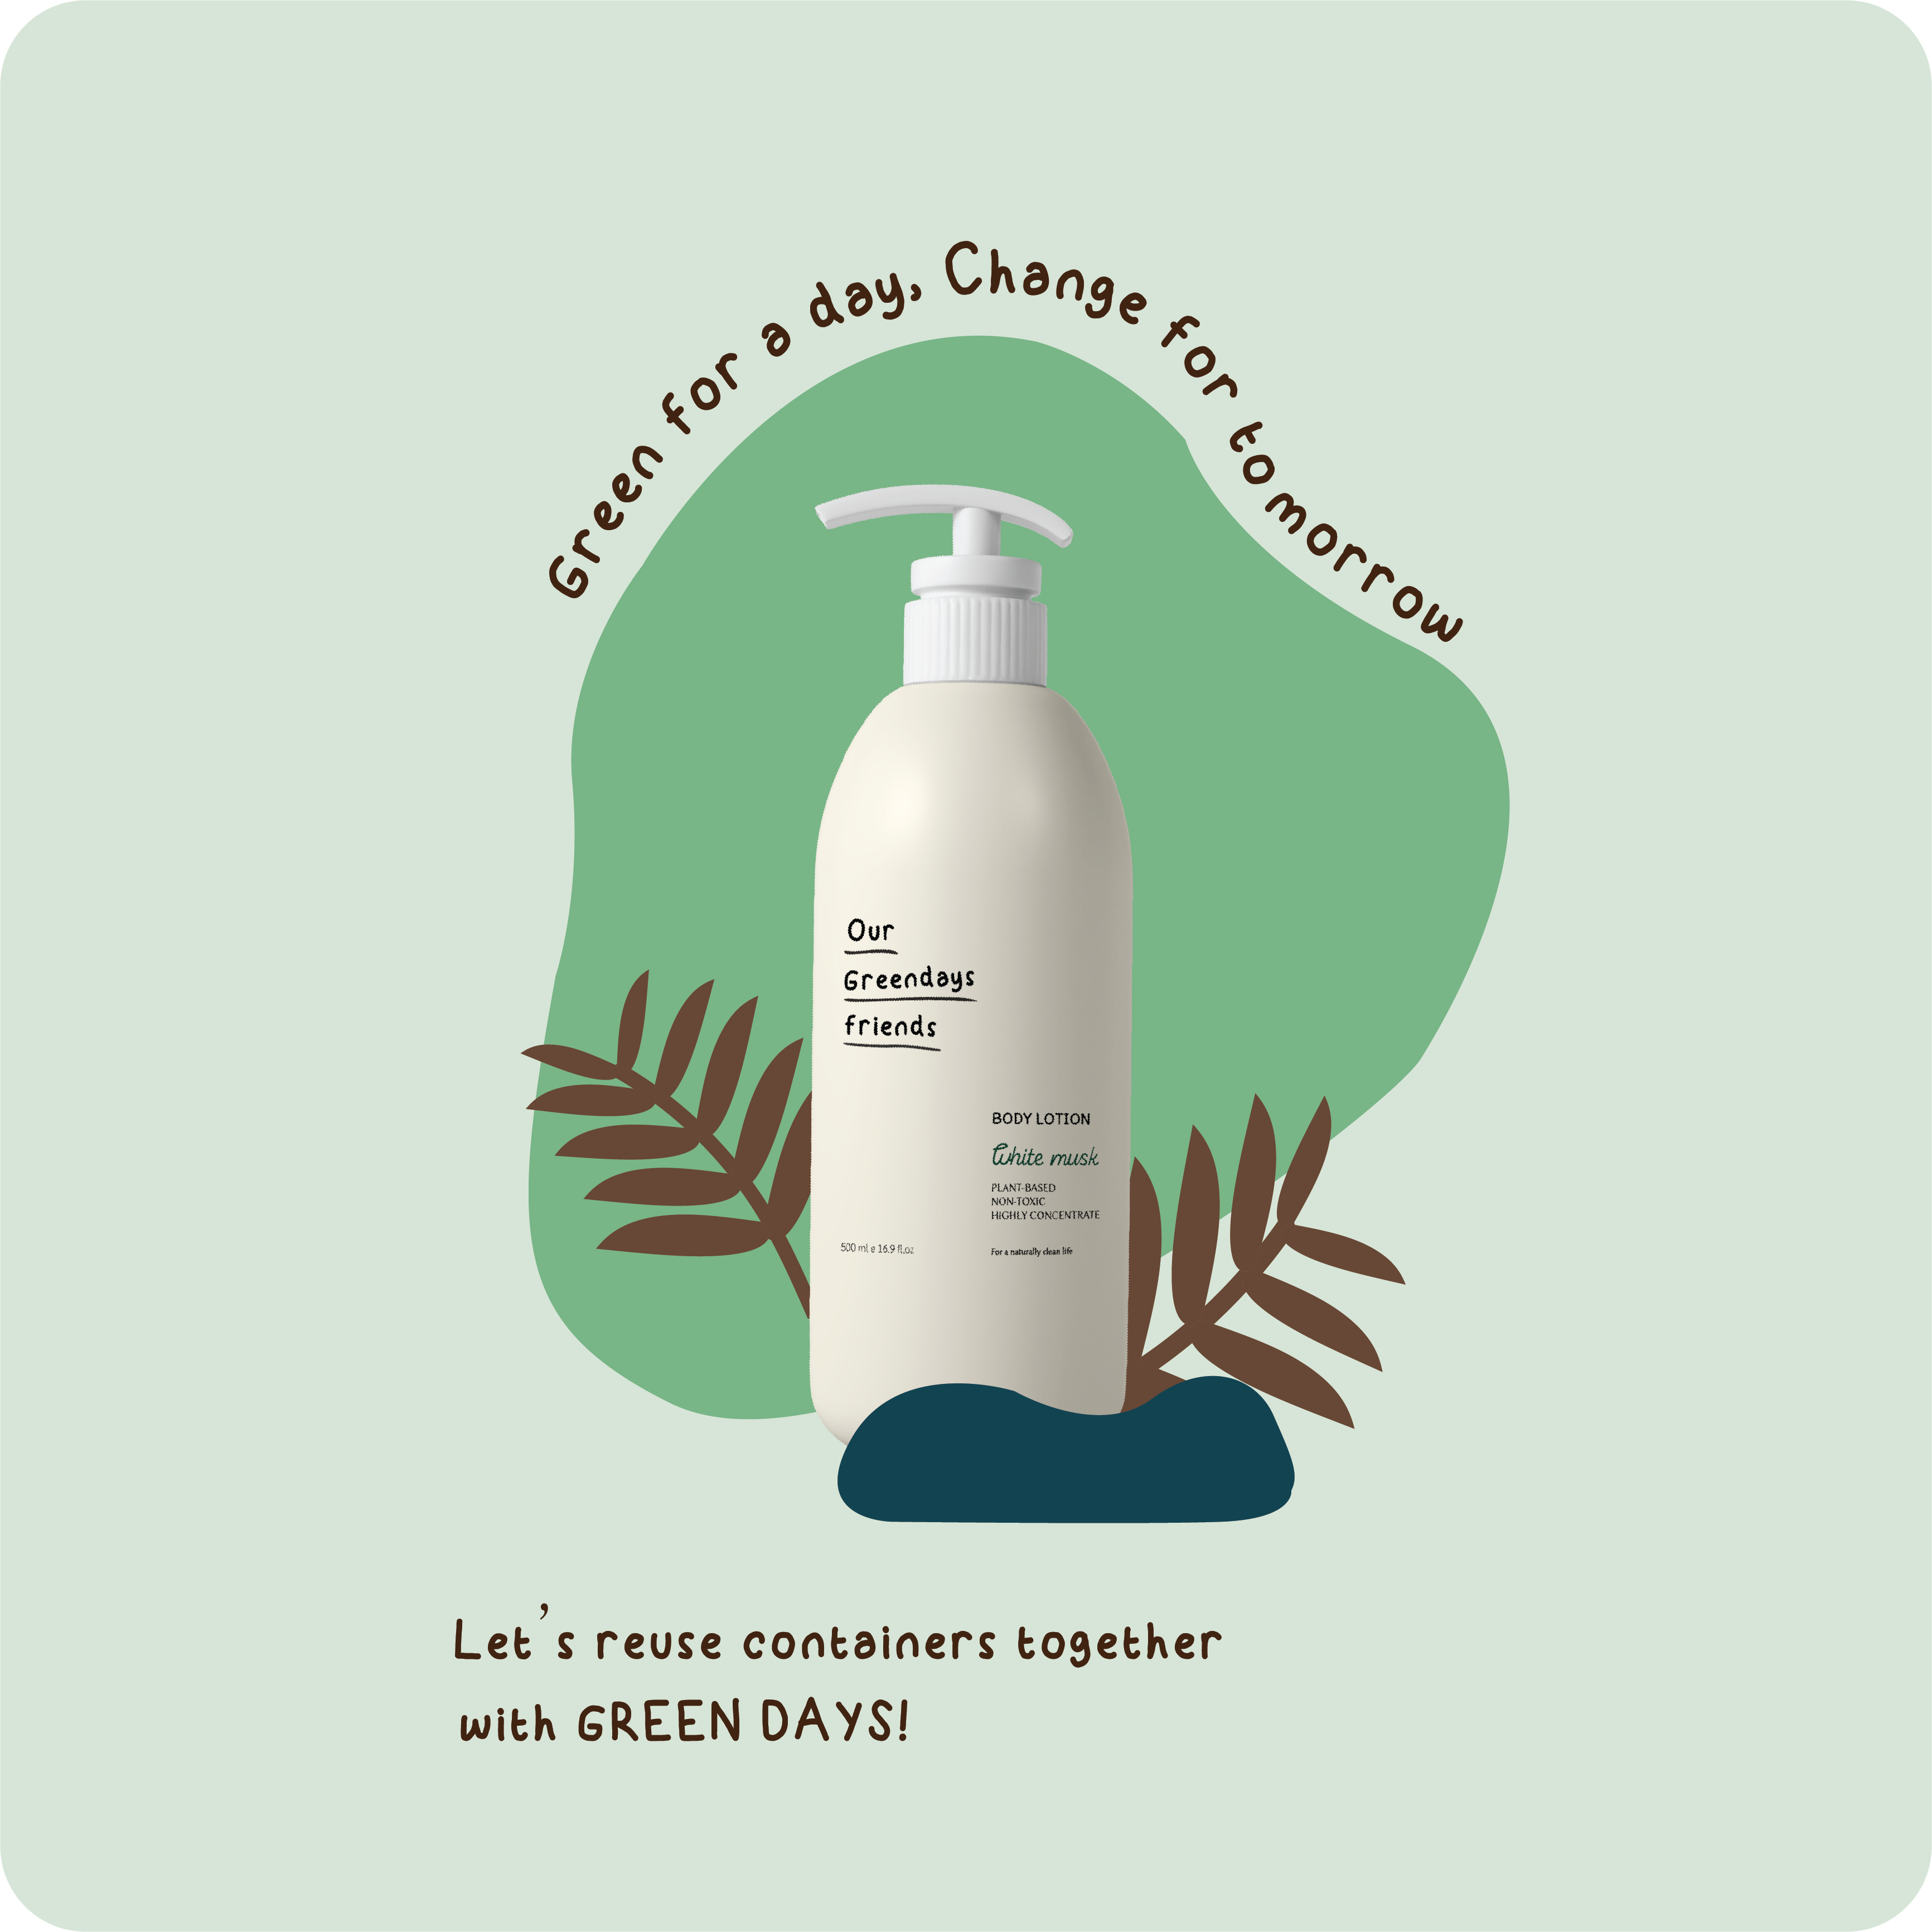 Green for a day, Change for tomorrow
Our
Greendays
friends
BODY LOTION
White musk
PLANT-BASED
NON-TOXIC
HIGHLY CONCENTRATE
500 ml e 16.9 fl.oz
For a naturally clean life
Let's reuse containers together
with GREEN DAYS!